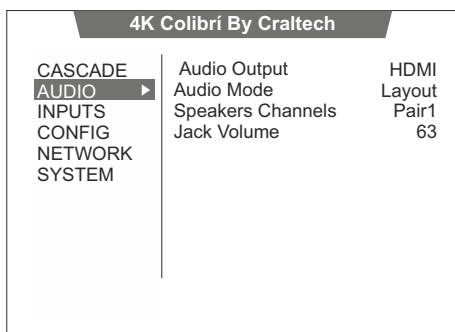 4K Colibrí By Craltech
CASCADE
AUDIO
INPUTS
CONFIG
NETWORK
SYSTEM
Audio Output HDMI
Audio Mode Layout
Speakers Channels Pair1
Jack Volume 63